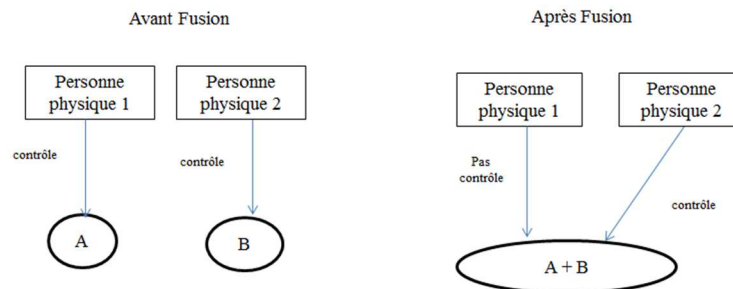 Avant Fusion
Personne
physique 1
Personne
physique 2
contrôle
contrôle
A
B
Après Fusion
Personne
physique 1
Personne
physique 2
Pas
contrôle
contrôle
A + B